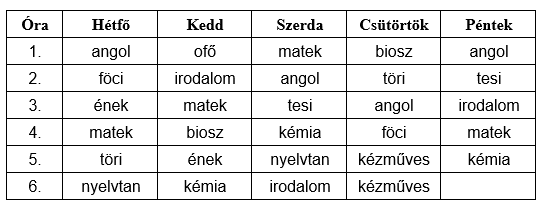 Óra Hétfő Kedd Szerda Csütörtök Péntek
1. angol ofő matek biosz angol
2. föci irodalom angol töri tesi
3. ének matek tesi angol irodalom
4. matek biosz kémia föci matek
5. töri ének nyelvtan kézműves kémia
6. nyelvtan kémia irodalom kézműves